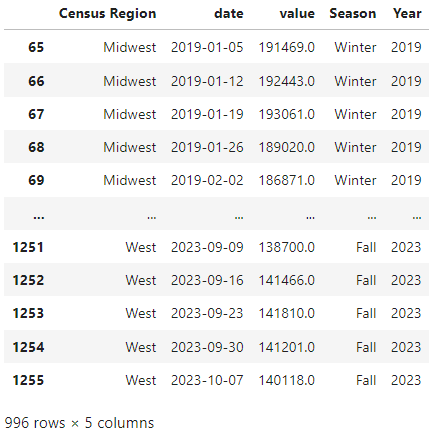 Census Region date value Season Year
65 Midwest 2019-01-05 191469.0 Winter 2019
66 Midwest 2019-01-12 192443.0 Winter 2019
67 Midwest 2019-01-19 193061.0 Winter 2019
68 Midwest 2019-01-26 189020.0 Winter 2019
69 Midwest 2019-02-02 186871.0 Winter 2019
... ... ... ... ... ...
1251 West 2023-09-09 138700.0 Fall 2023
1252 West 2023-09-16 141466.0 Fall 2023
1253 West 2023-09-23 141810.0 Fall 2023
1254 West 2023-09-30 141201.0 Fall 2023
1255 West 2023-10-07 140118.0 Fall 2023
996 rows × 5 columns